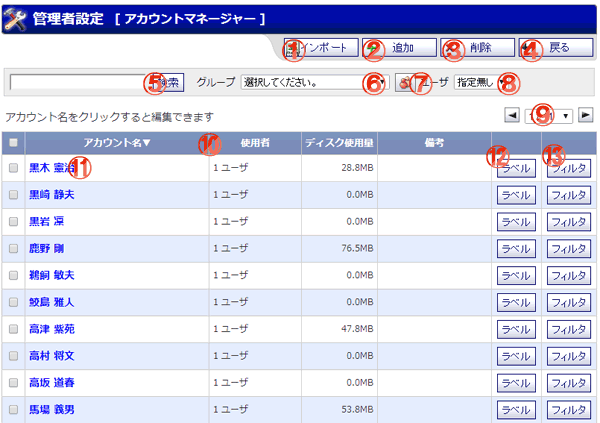 管理者設定 [ アカウントマネージャー ]
① インポート ② 追加 ③ 削除 ④ 戻る
⑤ 検索 グループ 選択してください。 ⑥ ⑦ ユーザ 指定無し ⑧
アカウント名をクリックすると編集できます ⑨
アカウント名▼ ⑩ 使用者 ディスク使用量 備考 ⑫ ⑬
黒木 憲治 ⑪ 1 ユーザ 28.8MB ラベル フィルタ
黒崎 静夫 1 ユーザ 0.0MB ラベル フィルタ
黒岩 凛 1 ユーザ 0.0MB ラベル フィルタ
鹿野 剛 1 ユーザ 76.5MB ラベル フィルタ
鵜飼 敏夫 1 ユーザ 0.0MB ラベル フィルタ
鮫島 雅人 1 ユーザ 0.0MB ラベル フィルタ
高津 紫苑 1 ユーザ 47.8MB ラベル フィルタ
高村 将文 1 ユーザ 0.0MB ラベル フィルタ
高坂 道春 1 ユーザ 0.0MB ラベル フィルタ
馬場 義男 1 ユーザ 53.8MB ラベル フィルタ